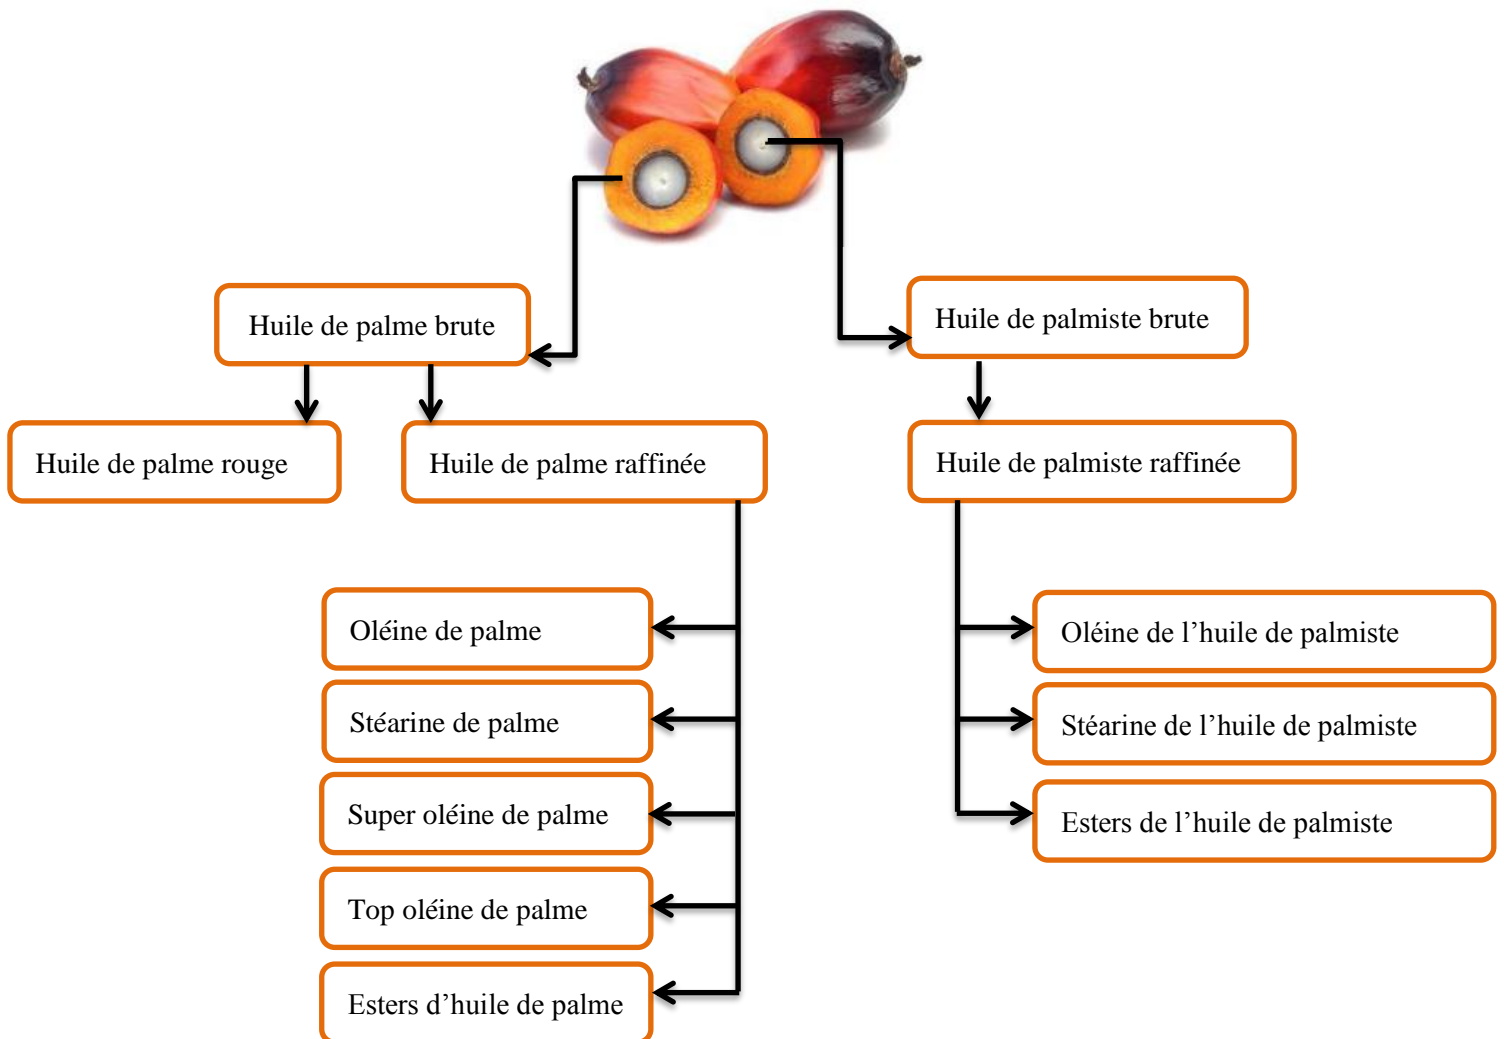 Huile de palme brute
Huile de palmiste brute
Huile de palme rouge
Huile de palme raffinée
Huile de palmiste raffinée
Oléine de palme
Stéarine de palme
Super oléine de palme
Top oléine de palme
Esters d’huile de palme
Oléine de l’huile de palmiste
Stéarine de l’huile de palmiste
Esters de l’huile de palmiste